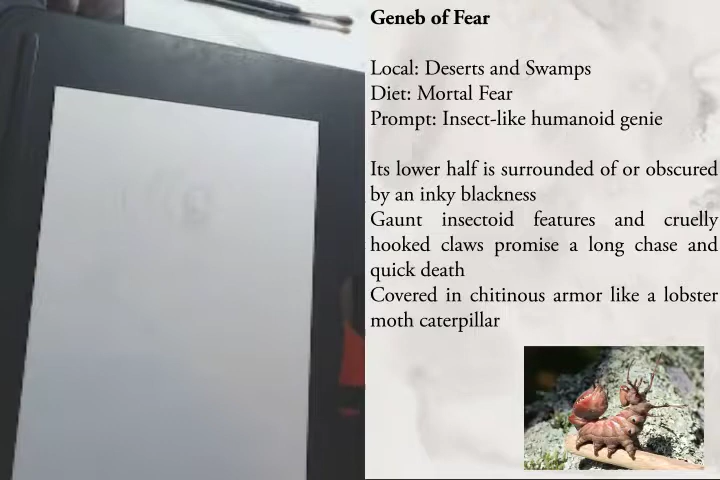 Geneb of Fear
Local: Deserts and Swamps
Diet: Mortal Fear
Prompt: Insect-like humanoid genie
Its lower half is surrounded of or obscured
by an inky blackness
Gaunt insectoid features and cruelly
hooked claws promise a long chase and
quick death
Covered in chitinous armor like a lobster
moth caterpillar